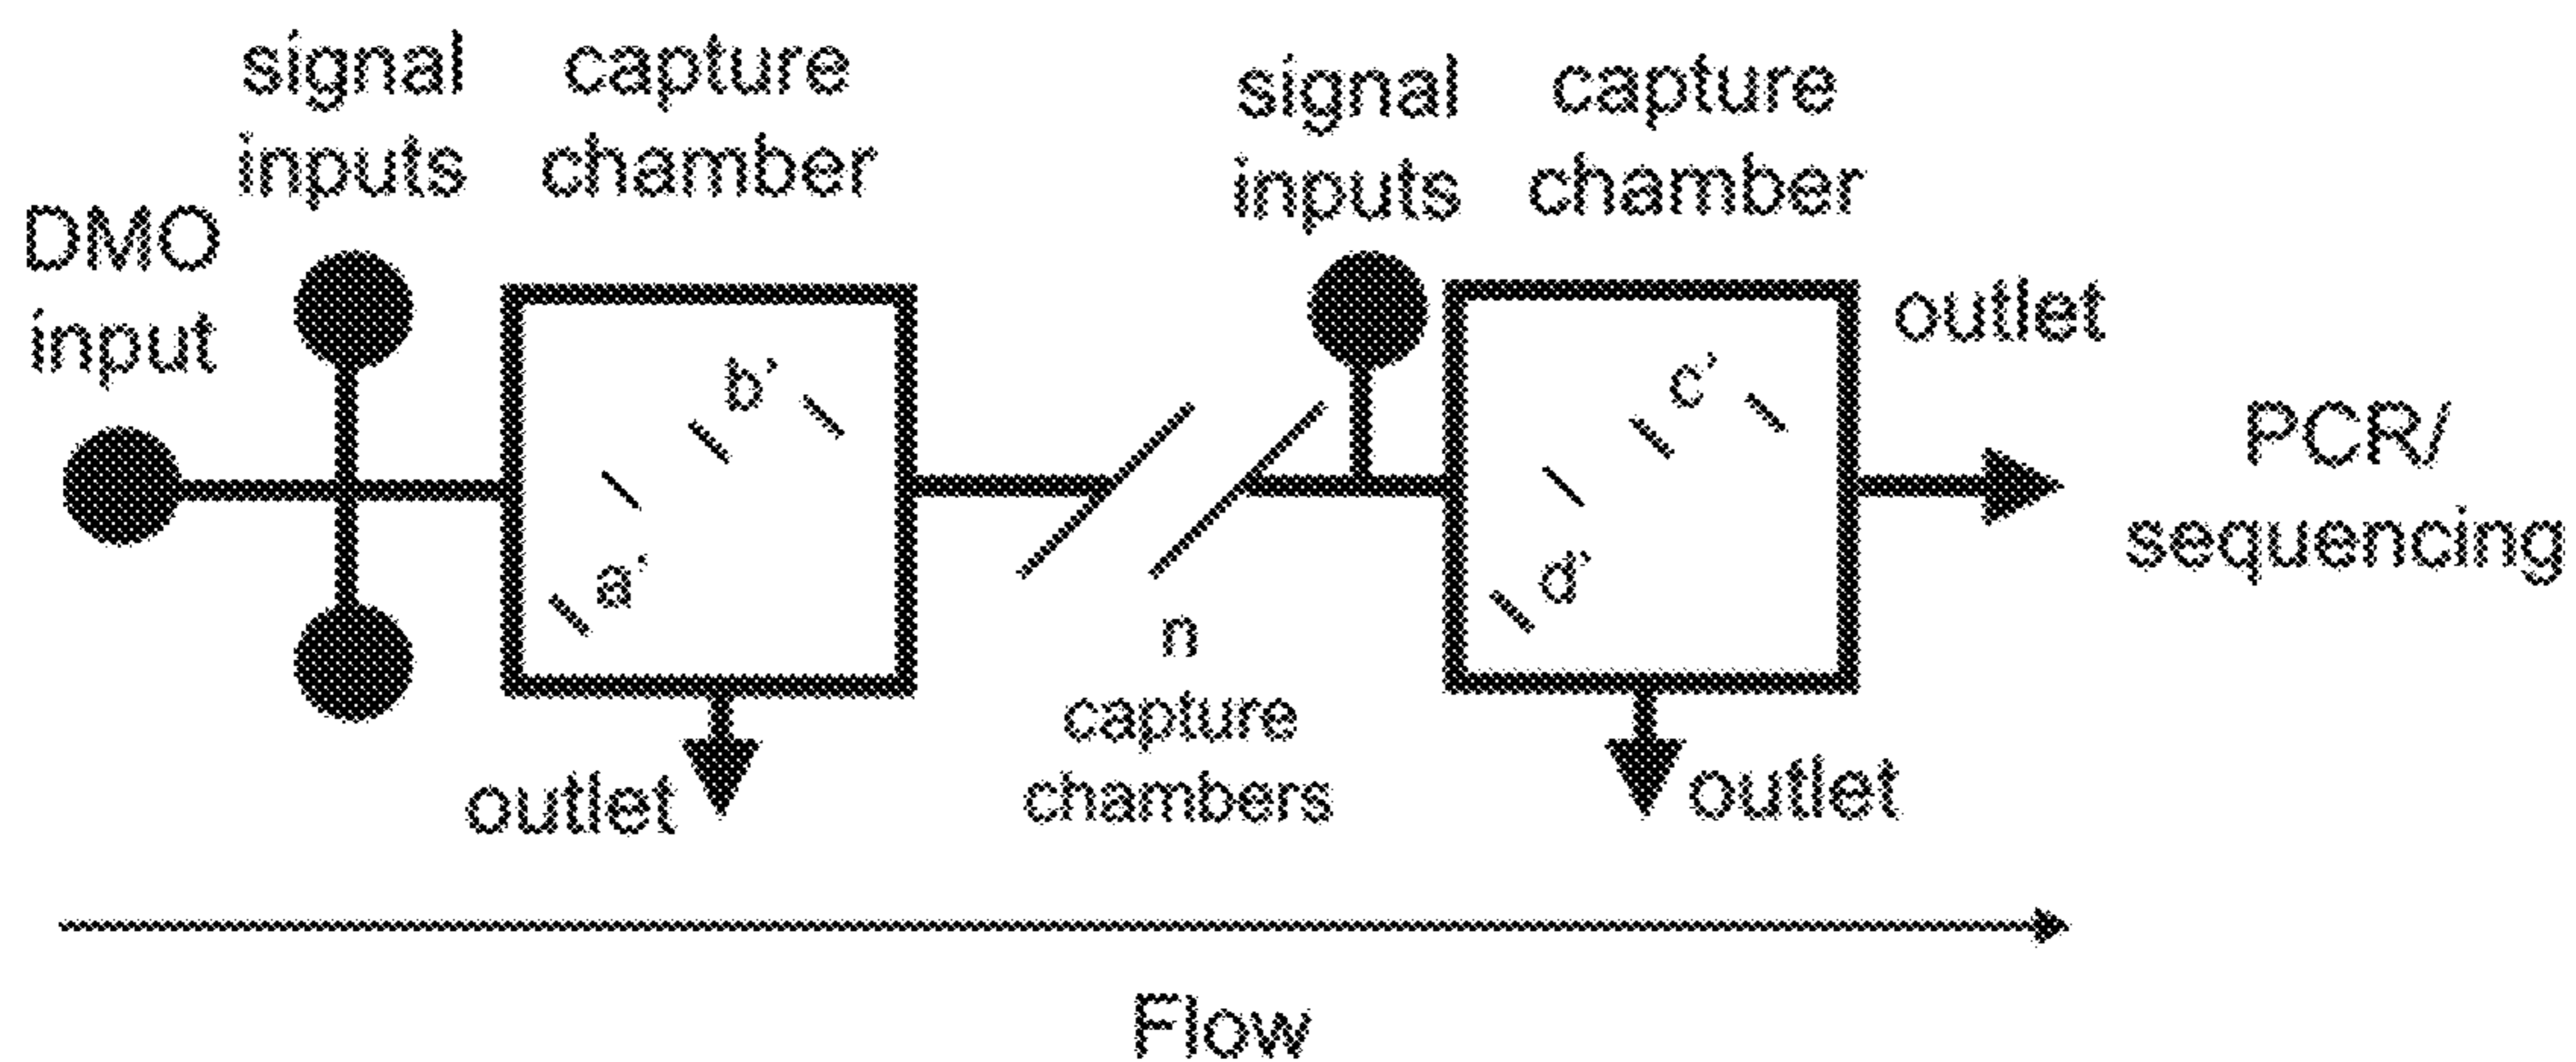 signal
inputs
capture
chamber
DMO
input
b’
a’
outlet
n
capture
chambers
signal
inputs
capture
chamber
c’
d’
outlet
outlet
PCR/
sequencing
Flow